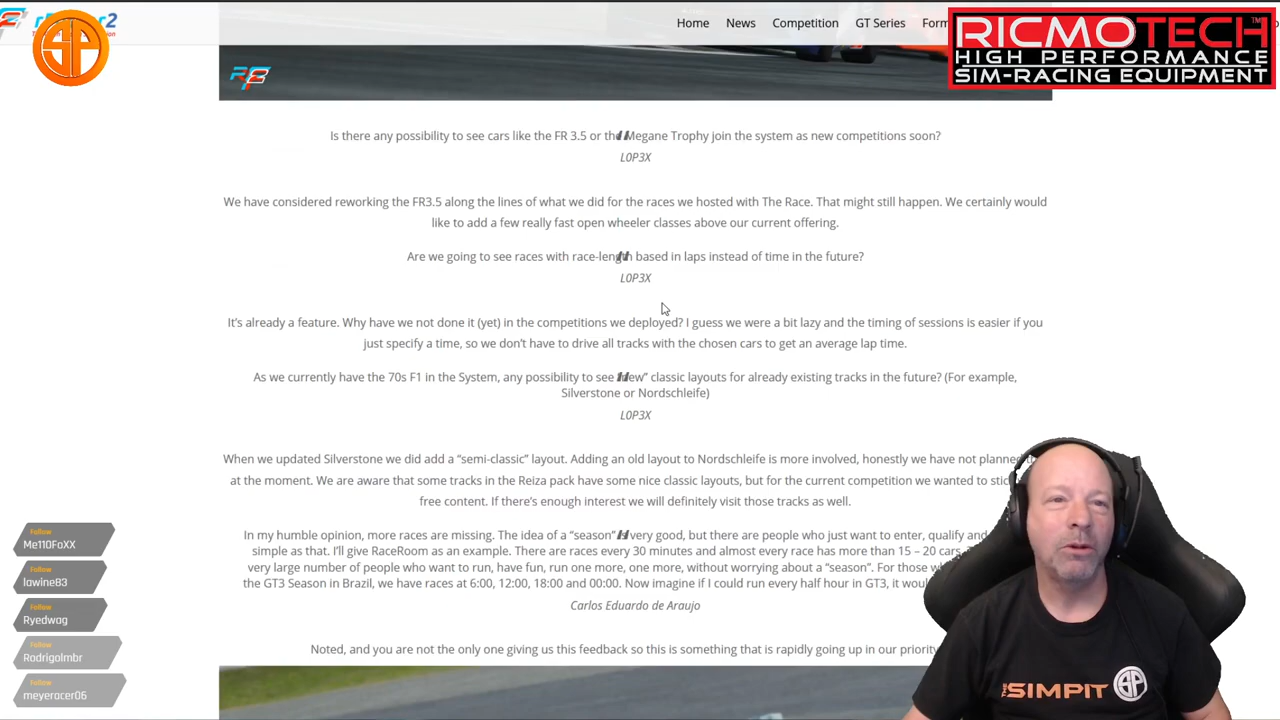 rFactor2
SP
Home News Competition GT Series Form
RICMOTECH™
HIGH PERFORMANCE
SIM-RACING EQUIPMENT
RF2
Is there any possibility to see cars like the FR 3.5 or the Megane Trophy join the system as new competitions soon?
L0P3X
We have considered reworking the FR3.5 along the lines of what we did for the races we hosted with The Race. That might still happen. We certainly would
like to add a few really fast open wheeler classes above our current offering.
Are we going to see races with race-length based in laps instead of time in the future?
L0P3X
It's already a feature. Why have we not done it (yet) in the competitions we deployed? I guess we were a bit lazy and the timing of sessions is easier if you
just specify a time, so we don't have to drive all tracks with the chosen cars to get an average lap time.
As we currently have the 70s F1 in the System, any possibility to see "new" classic layouts for already existing tracks in the future? (For example,
Silverstone or Nordschleife)
L0P3X
When we updated Silverstone we did add a "semi-classic" layout. Adding an old layout to Nordschleife is more involved, honestly we have not planned
at the moment. We are aware that some tracks in the Reiza pack have some nice classic layouts, but for the current competition we wanted to stic
free content. If there's enough interest we will definitely visit those tracks as well.
In my humble opinion, more races are missing. The idea of a "season" is very good, but there are people who just want to enter, qualify and
simple as that. I'll give RaceRoom as an example. There are races every 30 minutes and almost every race has more than 15 – 20 cars.
very large number of people who want to run, have fun, run one more, one more, without worrying about a "season". For those
the GT3 Season in Brazil, we have races at 6:00, 12:00, 18:00 and 00:00. Now imagine if I could run every half hour in GT3, it
Carlos Eduardo de Araujo
Noted, and you are not the only one giving us this feedback so this is something that is rapidly going up in our priority
Follow
Me110FoXX
Follow
lawine83
Follow
Ryedwag
Follow
Rodrigolmbr
Follow
meyeracer06
THE SIMPIT SP